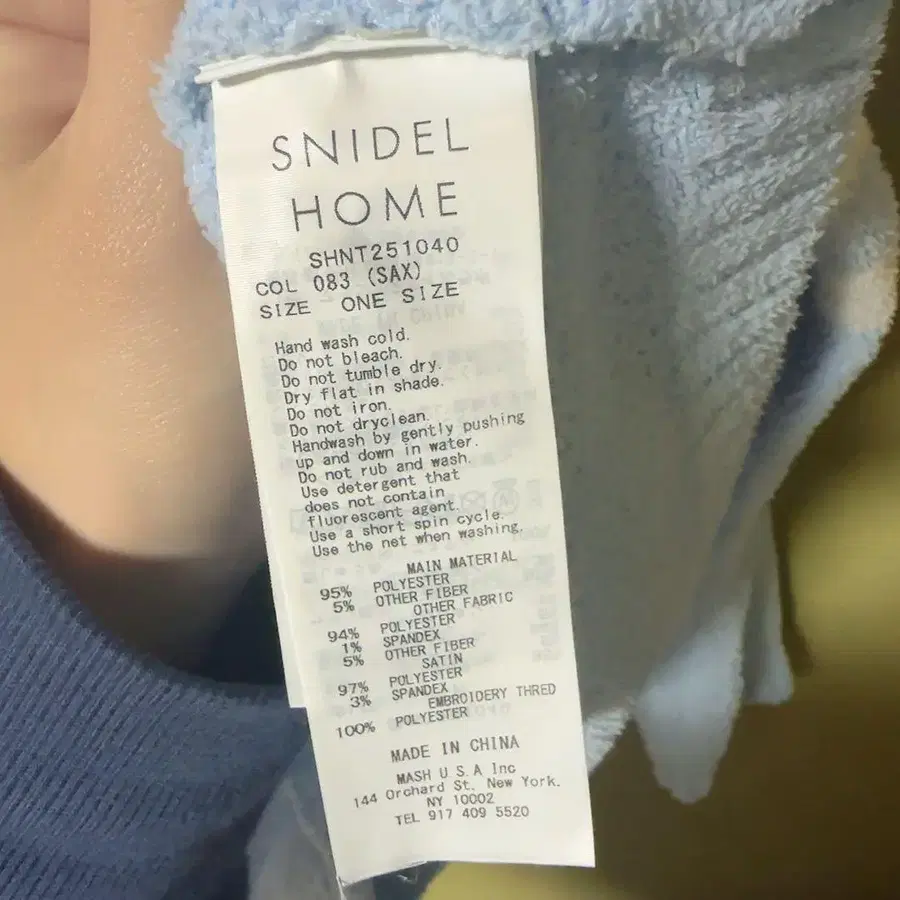 SNIDEL
HOME
SHNT251040
COL 083 (SAX)
SIZE ONE SIZE
Hand wash cold.
Do not bleach.
Do not tumble dry.
Dry flat in shade.
Do not iron.
Do not dryclean.
Handwash by gently pushing
up and down in water.
Do not rub and wash.
Use detergent that
does not contain
fluorescent agent.
Use a short spin cycle.
Use the net when washing.
MAIN MATERIAL
95% POLYESTER
5% OTHER FIBER
OTHER FABRIC
94% POLYESTER
1% SPANDEX
5% OTHER FIBER
SATIN
97% POLYESTER
3% SPANDEX
EMBROIDERY THRED
100% POLYESTER
MADE IN CHINA
MASH U.S.A Inc
144 Orchard St. New York.
NY 10002
TEL 917 409 5520